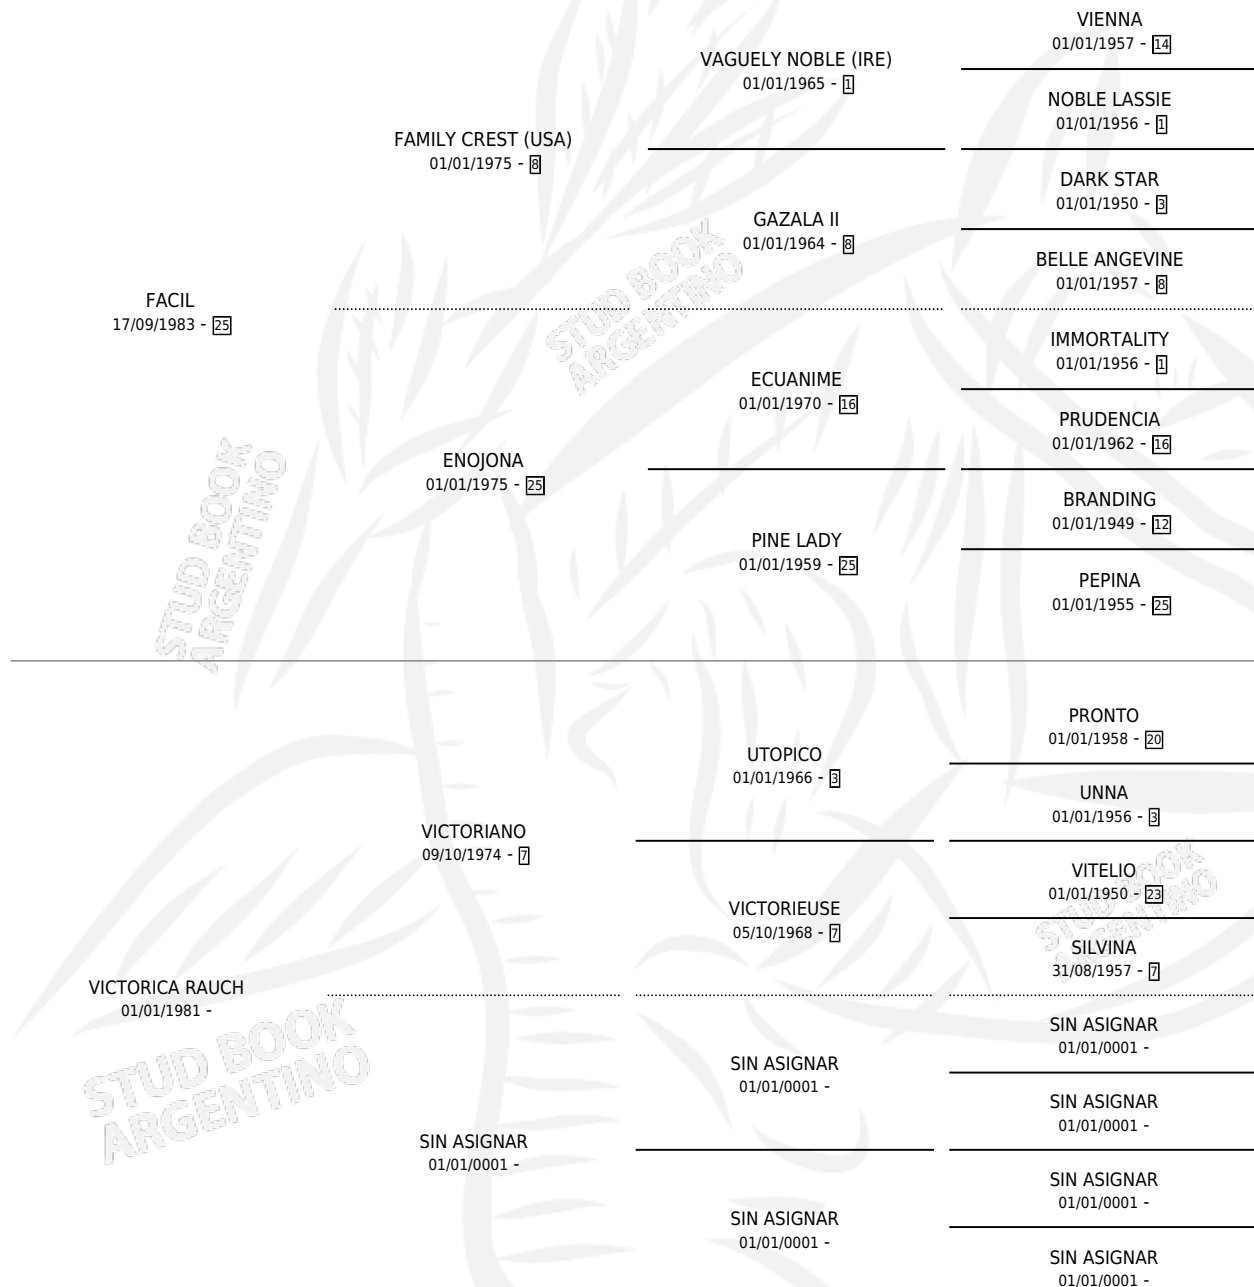 VIENNA
01/01/1957 - 14
VAGUELY NOBLE (IRE)
01/01/1965 - 1
NOBLE LASSIE
01/01/1956 - 1
FAMILY CREST (USA)
01/01/1975 - 8
DARK STAR
01/01/1950 - 3
GAZALA II
01/01/1964 - 8
BELLE ANGEVINE
01/01/1957 - 8
FACIL
17/09/1983 - 25
IMMORTALITY
01/01/1956 - 1
ECUANIME
01/01/1970 - 16
PRUDENCIA
01/01/1962 - 16
ENOJONA
01/01/1975 - 25
BRANDING
01/01/1949 - 12
PINE LADY
01/01/1959 - 25
PEPINA
01/01/1955 - 25
PRONTO
01/01/1958 - 20
UTOPICO
01/01/1966 - 3
UNNA
01/01/1956 - 3
VICTORIANO
09/10/1974 - 7
VITELIO
01/01/1950 - 23
VICTORIEUSE
05/10/1968 - 7
SILVINA
31/08/1957 - 7
VICTORICA RAUCH
01/01/1981 -
SIN ASIGNAR
01/01/0001 -
SIN ASIGNAR
01/01/0001 -
SIN ASIGNAR
01/01/0001 -
SIN ASIGNAR
01/01/0001 -
SIN ASIGNAR
01/01/0001 -
SIN ASIGNAR
01/01/0001 -
SIN ASIGNAR
01/01/0001 -
STUD BOOK
ARGENTINO
STUD BOOK
ARGENTINO
STUD BOOK
ARGENTINO
STUD BOOK
ARGENTINO